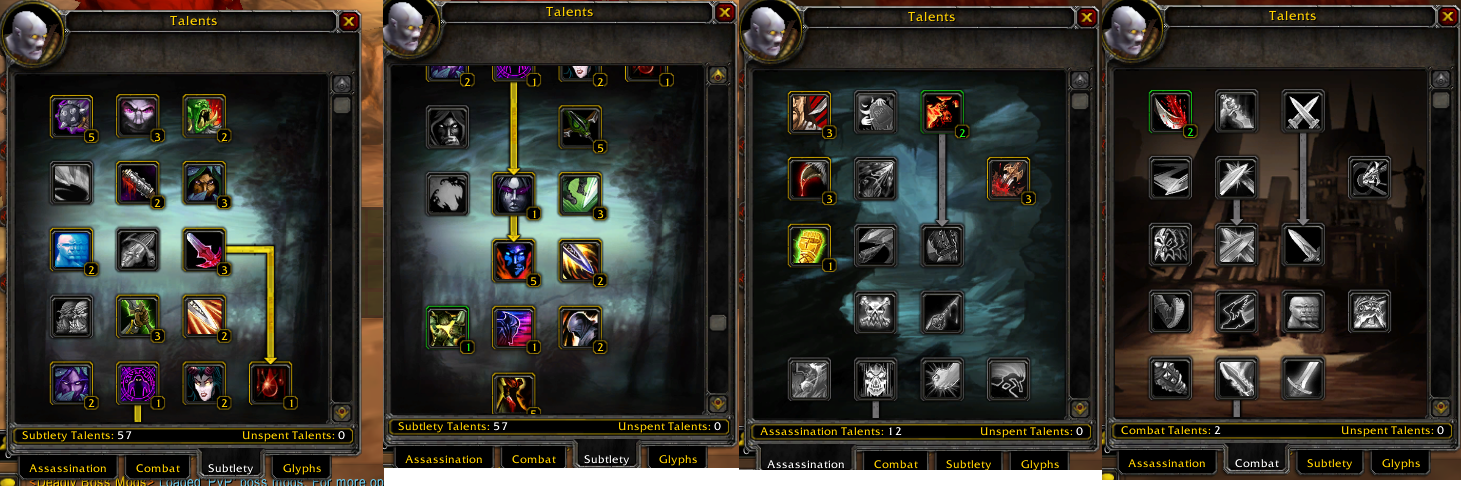 Talents
5
3
2
2
3
2
3
3
2
2
1
2
1
Subtlety Talents: 57
Unspent Talents: 0
Assassination
Combat
Subtlety
Glyphs
<Deadly Boss Mods> Loaded PvP boss mods. For more on
Talents
2
1
2
1
5
1
3
5
2
1
1
2
5
Subtlety Talents: 57
Unspent Talents: 0
Assassination
Combat
Subtlety
Glyphs
Talents
3
2
3
3
1
Assassination Talents: 12
Unspent Talents: 0
Assassination
Combat
Subtlety
Glyphs
Talents
2
Combat Talents: 2
Unspent Talents: 0
Assassination
Combat
Subtlety
Glyphs